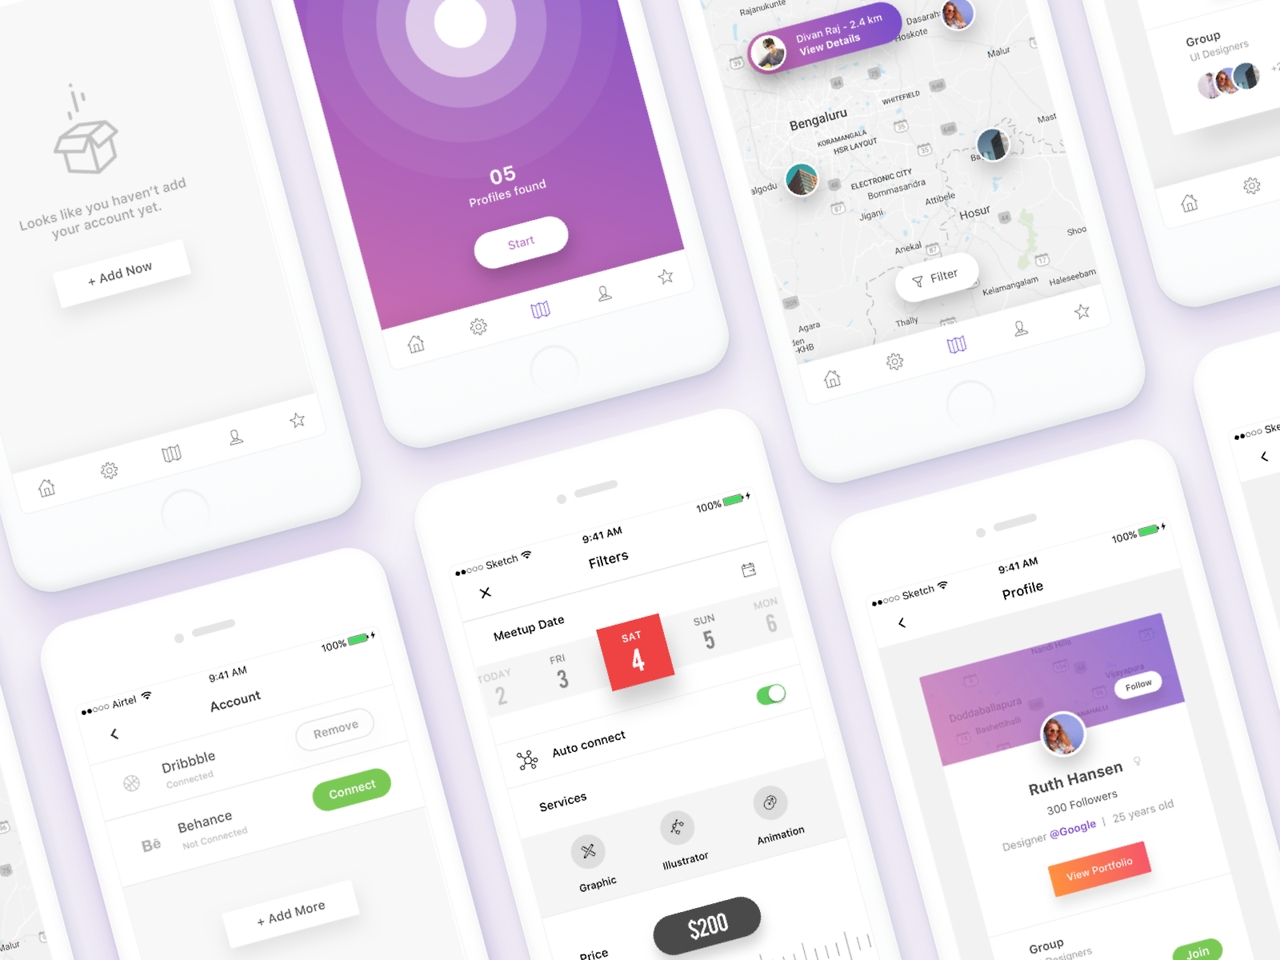 Looks like you haven't add
your account yet.
+ Add Now
05
Profiles found
Start
Rajanukunte
Divan Raj - 2.4 km
View Details
Hoskote
Malur
Bengaluru
WHITEFIELD
KORAMANGALA
HSR LAYOUT
ELECTRONIC CITY
Bommasandra
Jigani
Attibele
Hosur
Anekal
Shoo
Filter
Kelamangalam
Haleseebam
Thally
Agara
-KHB
Mast
algodu
Group
UI Designers
Airtel
9:41 AM
100%
Account
Dribbble
Connected
Remove
Behance
Not Connected
Connect
+ Add More
Malur
Sketch
9:41 AM
100%
Filters
Meetup Date
TODAY
2
FRI
3
SAT
4
SUN
5
MON
6
Auto connect
Services
Graphic
Illustrator
Animation
Price
$200
Sketch
9:41 AM
100%
Profile
Nandi Hills
Vijayapura
Doddaballapura
Bashettihalli
Follow
Ruth Hansen
300 Followers
Designer @Google | 25 years old
View Portfolio
Group
Designers
Join
Ske